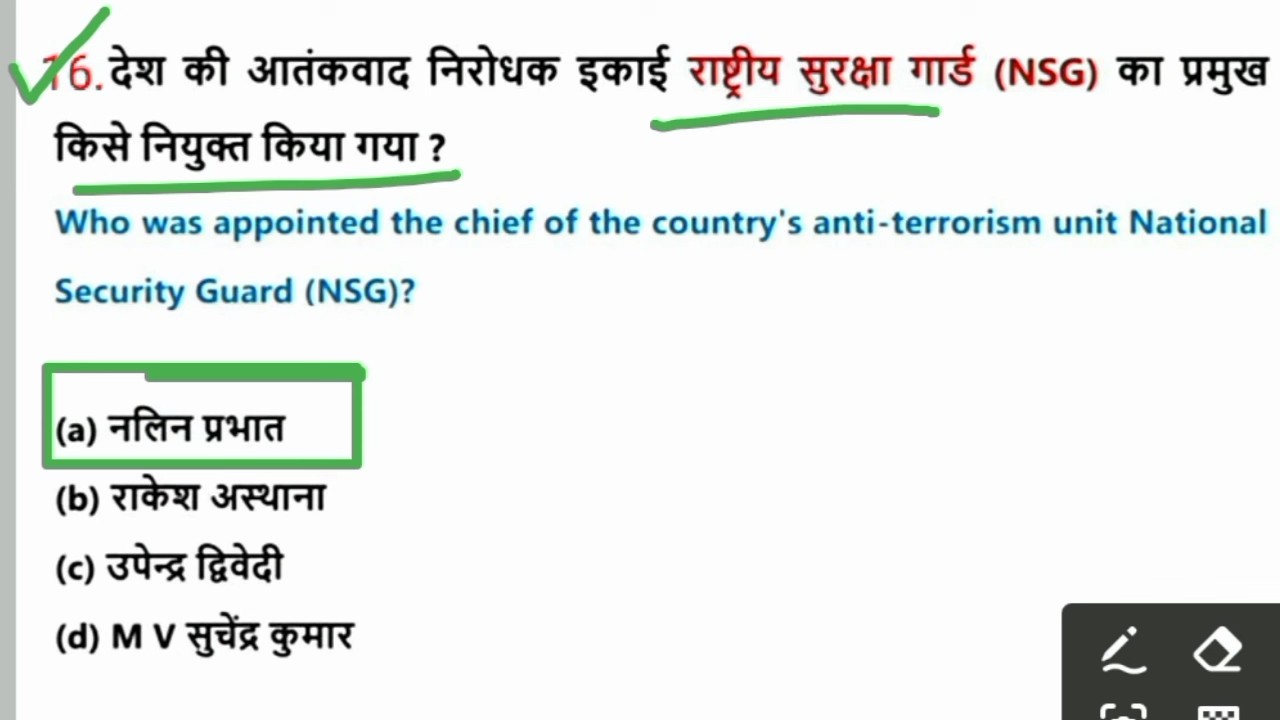 16. देश की आतंकवाद निरोधक इकाई राष्ट्रीय सुरक्षा गार्ड (NSG) का प्रमुख
किसे नियुक्त किया गया ?
Who was appointed the chief of the country's anti-terrorism unit National
Security Guard (NSG)?
(a) नलिन प्रभात
(b) राकेश अस्थाना
(c) उपेन्द्र द्विवेदी
(d) M V सुचेंद्र कुमार